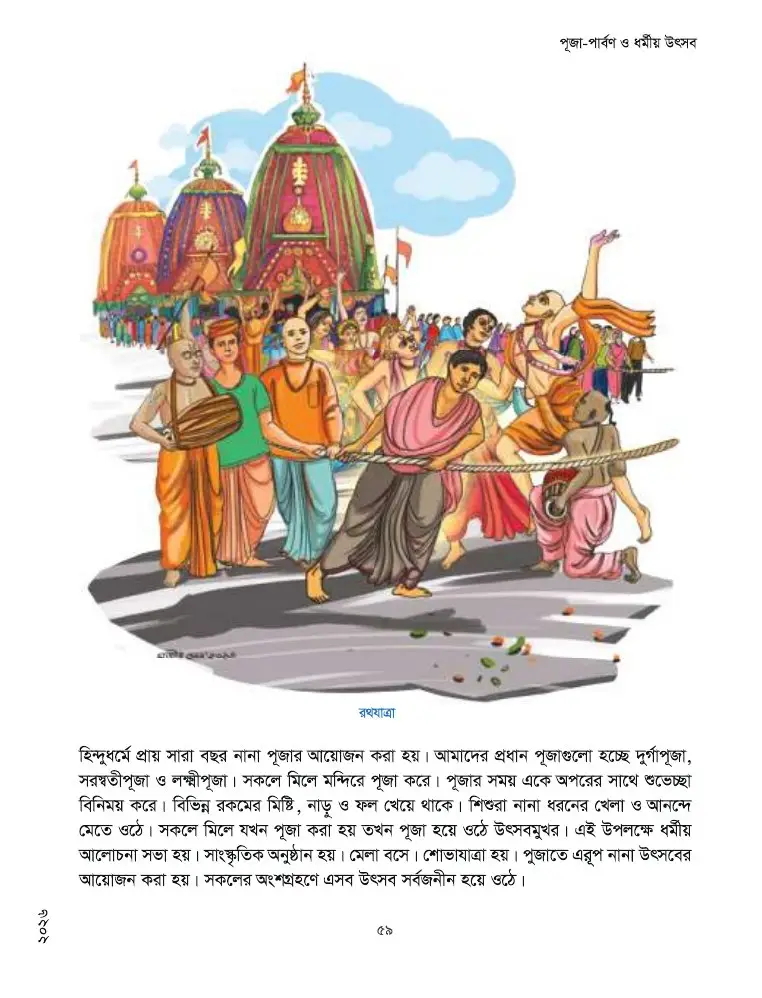 পূজা-পার্বণ ও ধর্মীয় উৎসব
রথযাত্রা
হিন্দুধর্মে প্রায় সারা বছর নানা পূজার আয়োজন করা হয়। আমাদের প্রধান পূজাগুলো হচ্ছে দুর্গাপূজা,
সরস্বতীপূজা ও লক্ষ্মীপূজা। সকলে মিলে মন্দিরে পূজা করে। পূজার সময় একে অপরের সাথে শুভেচ্ছা
বিনিময় করে। বিভিন্ন রকমের মিষ্টি, নাড়ু ও ফল খেয়ে থাকে। শিশুরা নানা ধরনের খেলা ও আনন্দে
মেতে ওঠে। সকলে মিলে যখন পূজা করা হয় তখন পূজা হয়ে ওঠে উৎসবমুখর। এই উপলক্ষে ধর্মীয়
আলোচনা সভা হয়। সাংস্কৃতিক অনুষ্ঠান হয়। মেলা বসে। শোভাযাত্রা হয়। পুজাতে এরূপ নানা উৎসবের
আয়োজন করা হয়। সকলের অংশগ্রহণে এসব উৎসব সর্বজনীন হয়ে ওঠে।
২০২৬
৫৯